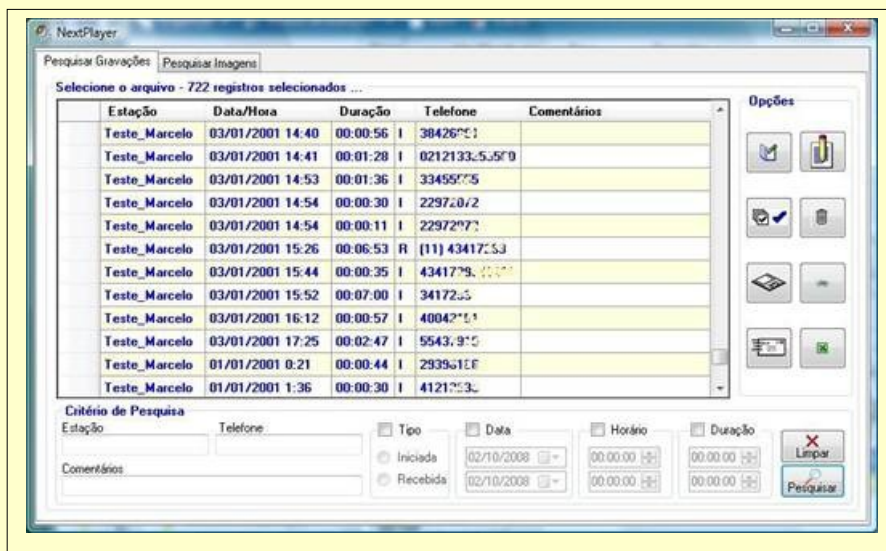 NextPlayer
Pesquisar Gravações Pesquisar Imagens
Selecione o arquivo - 722 registros selecionados ...
Estação Data/Hora Duração Telefone Comentários
Teste_Marcelo 03/01/2001 14:40 00:00:56 I
Teste_Marcelo 03/01/2001 14:41 00:01:28 I
Teste_Marcelo 03/01/2001 14:53 00:01:36 I
Teste_Marcelo 03/01/2001 14:54 00:00:30 I
Teste_Marcelo 03/01/2001 14:54 00:00:11 I
Teste_Marcelo 03/01/2001 15:26 00:06:53 R (11)
Teste_Marcelo 03/01/2001 15:44 00:00:35 I
Teste_Marcelo 03/01/2001 15:52 00:07:00 I
Teste_Marcelo 03/01/2001 16:12 00:00:57 I
Teste_Marcelo 03/01/2001 17:25 00:02:47 I
Teste_Marcelo 01/01/2001 0:21 00:00:44 I
Teste_Marcelo 01/01/2001 1:36 00:00:30 I
Opções
Critério de Pesquisa
Estação Telefone Tipo Data Horário Duração
Iniciada 02/10/2008 00:00:00 00:00:00 Limpar
Comentários
Recebida 02/10/2008 00:00:00 00:00:00 Pesquisar